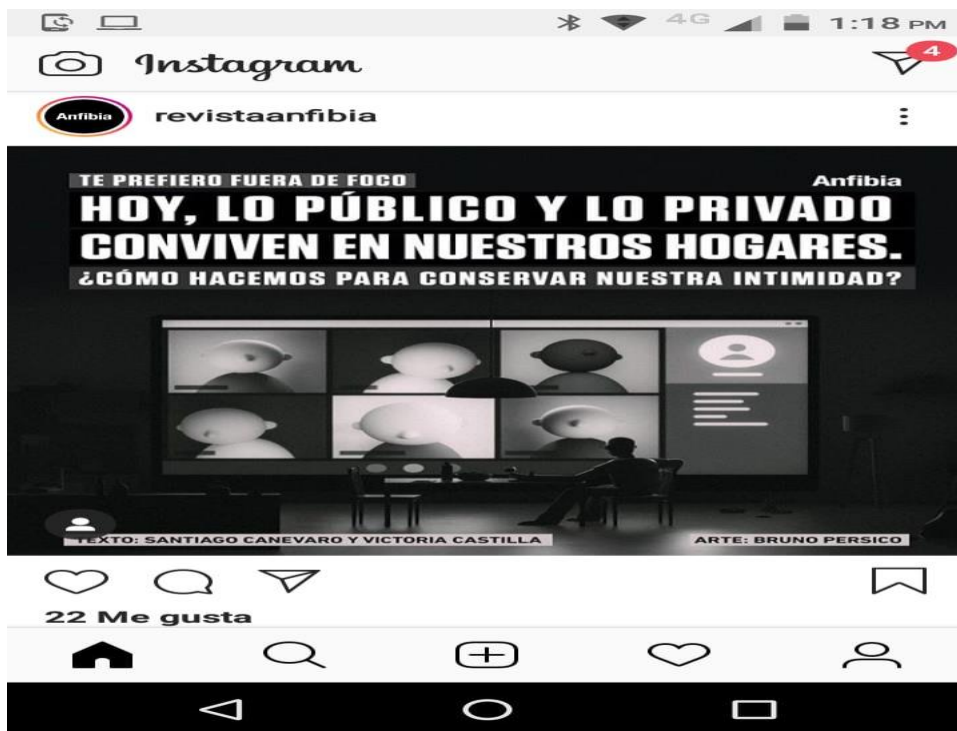 4G 1:18 PM
Instagram
4
Anfibia revistaanfibia
TE PREFIERO FUERA DE FOCO
Anfibia
HOY, LO PÚBLICO Y LO PRIVADO
CONVIVEN EN NUESTROS HOGARES.
¿CÓMO HACEMOS PARA CONSERVAR NUESTRA INTIMIDAD?
TEXTO: SANTIAGO CANEVARO Y VICTORIA CASTILLA
ARTE: BRUNO PERSICO
22 Me gusta